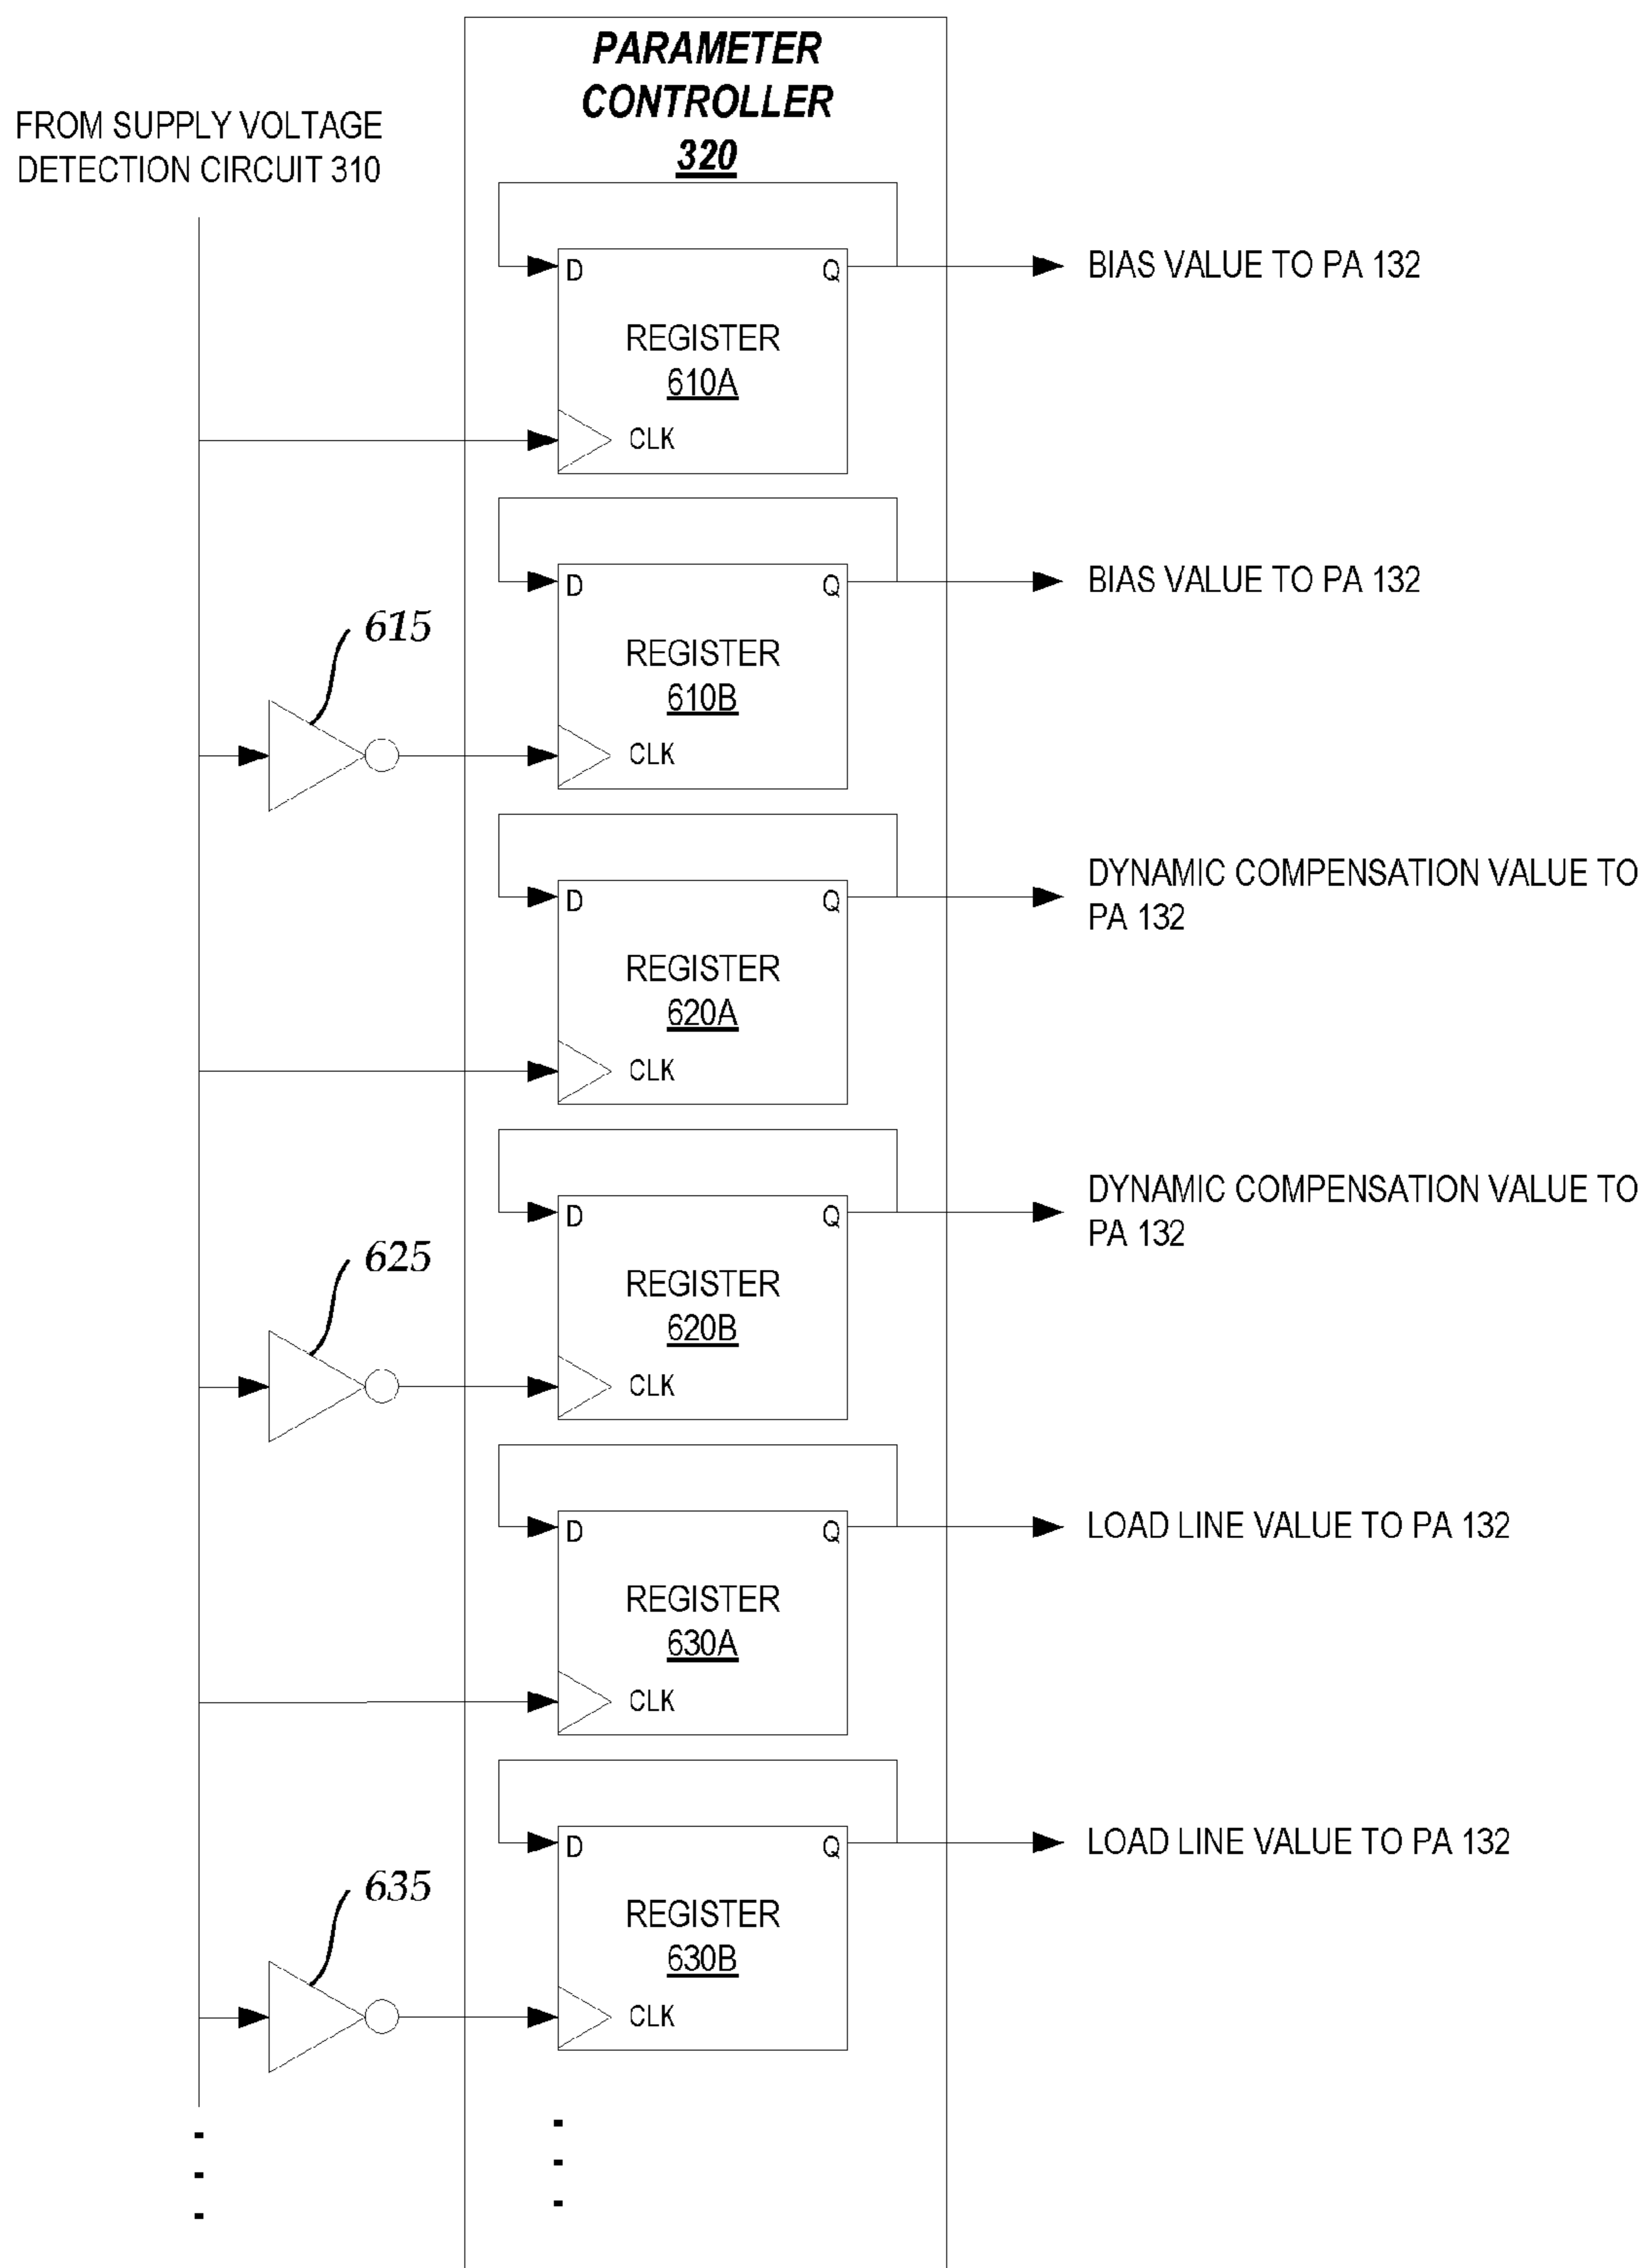 PARAMETER
CONTROLLER
320
FROM SUPPLY VOLTAGE
DETECTION CIRCUIT 310
D
Q
REGISTER
610A
CLK
BIAS VALUE TO PA 132
D
Q
REGISTER
610B
CLK
BIAS VALUE TO PA 132
615
D
Q
REGISTER
620A
CLK
DYNAMIC COMPENSATION VALUE TO
PA 132
D
Q
REGISTER
620B
CLK
DYNAMIC COMPENSATION VALUE TO
PA 132
625
D
Q
REGISTER
630A
CLK
LOAD LINE VALUE TO PA 132
D
Q
REGISTER
630B
CLK
LOAD LINE VALUE TO PA 132
635